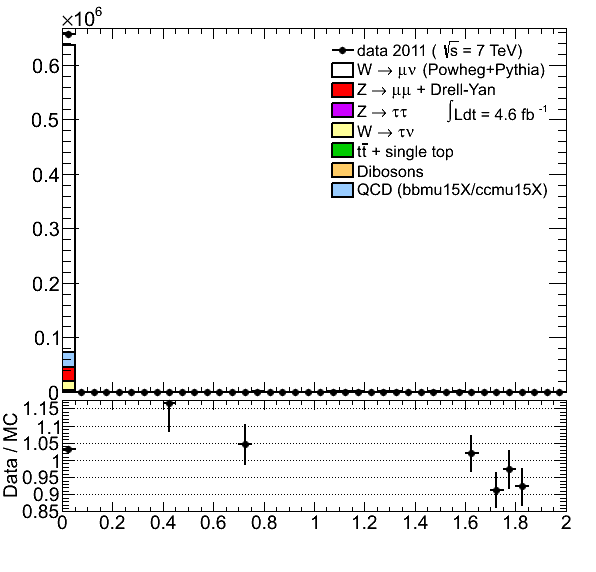 ×10⁶
data 2011 ( √s = 7 TeV)
W → μν (Powheg+Pythia)
Z → μμ + Drell-Yan
Z → ττ
∫Ldt = 4.6 fb⁻¹
W → τν
tt̅ + single top
Dibosons
QCD (bbmu15X/ccmu15X)
0.6
0.5
0.4
0.3
0.2
0.1
0
Data / MC
1.15
1.1
1.05
1
0.95
0.9
0.85
0 0.2 0.4 0.6 0.8 1 1.2 1.4 1.6 1.8 2